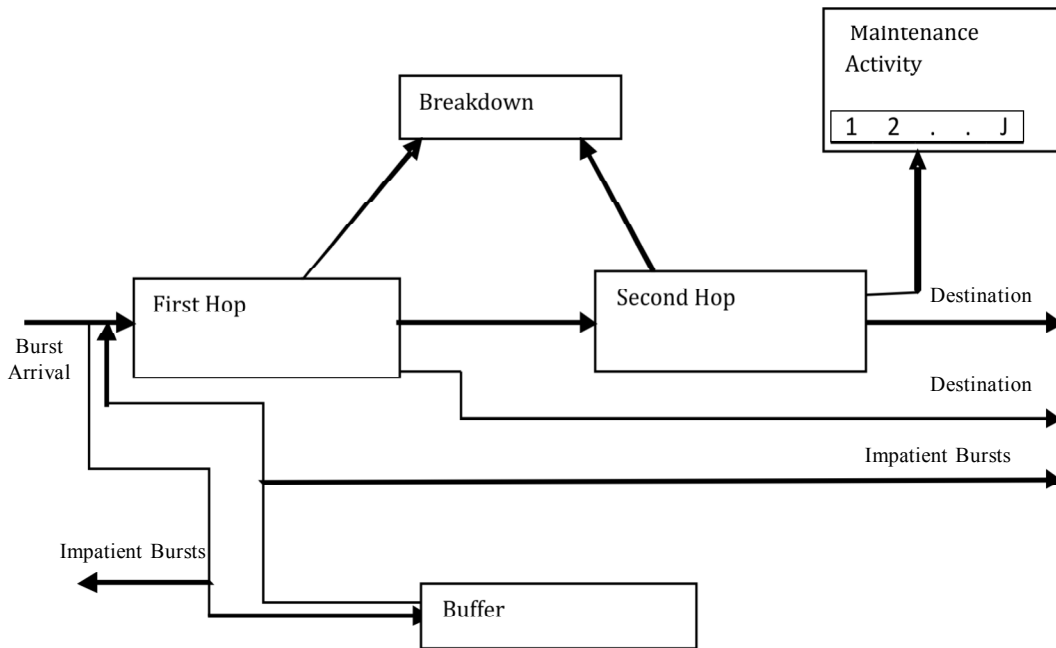 Maintenance
Activity
1 2 . . J
Breakdown
First Hop
Second Hop
Destination
Burst
Arrival
Destination
Impatient Bursts
Impatient Bursts
Buffer